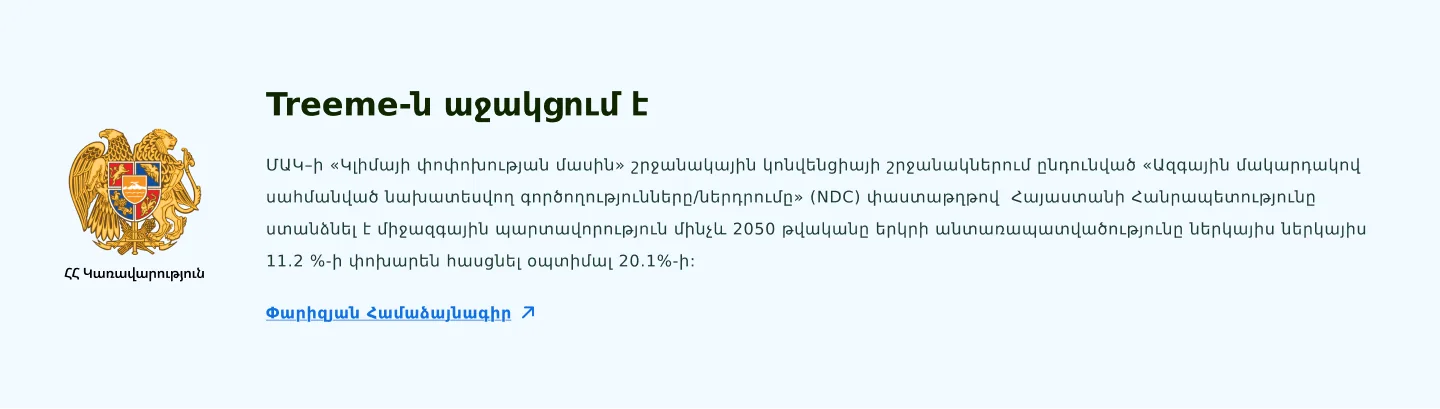 Treeme-ն աջակցում է
ՄԱԿ–ի «Կլիմայի փոփոխության մասին» շրջանակային կոնվենցիայի շրջանակներում ընդունված «Ազգային մակարդակով
սահմանված նախատեսվող գործողությունները/ներդրումը» (NDC) փաստաթղթով  Հայաստանի Հանրապետությունը
ստանձնել է միջազգային պարտավորություն մինչև 2050 թվականը երկրի անտառապատվածությունը ներկայիս ներկայիս
11.2 %-ի փոխարեն հասցնել օպտիմալ 20.1%-ի:
ՀՀ Կառավարություն
Փարիզյան Համաձայնագիր